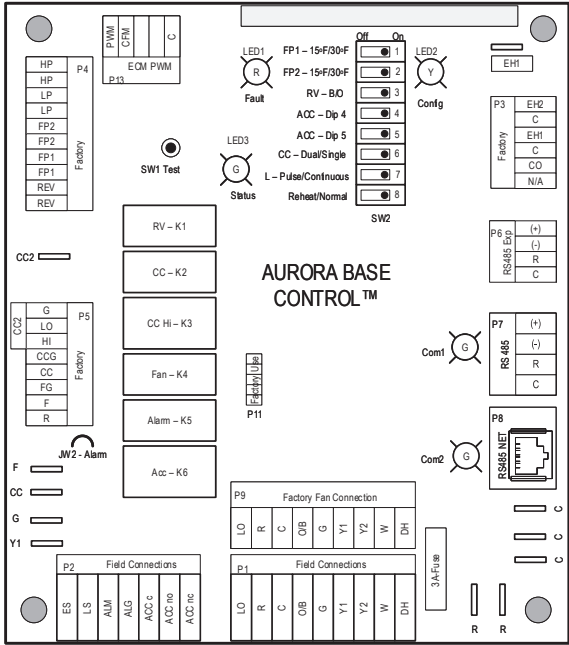 PWM
CFM
C
ECM PWM
P13
LED1
R
Fault
Off On
FP1 – 15ºF/30ºF 1
FP2 – 15ºF/30ºF 2
RV – B/O 3
ACC – Dip 4 4
ACC – Dip 5 5
CC – Dual/Single 6
L – Pulse/Continuous 7
Reheat/Normal 8
SW2
LED2
Y
Config
EH1
P4
HP
HP
LP
LP
FP2
FP2
FP1
FP1
REV
REV
Factory
SW1 Test
LED3
G
Status
P3
Factory
EH2
C
EH1
C
CO
N/A
RV – K1
CC – K2
CC Hi – K3
Fan – K4
Alarm – K5
Acc – K6
AURORA BASE
CONTROL™
P6
RS485 Exp
(+)
(-)
R
C
CC2
CC2
G
LO
HI
CCG
CC
FG
F
R
P5
Factory
JW2 - Alarm
Factory Use
P11
Com1
G
P7
RS 485
(+)
(-)
R
C
Com2
G
P8
RS485 NET
F
CC
G
Y1
P9 Factory Fan Connection
LO R C O/B G Y1 Y2 W DH
P2 Field Connections
ES LS ALM ALG ACC c ACC no ACC nc
P1 Field Connections
LO R C O/B G Y1 Y2 W DH
3A-Fuse
C
C
C
R R